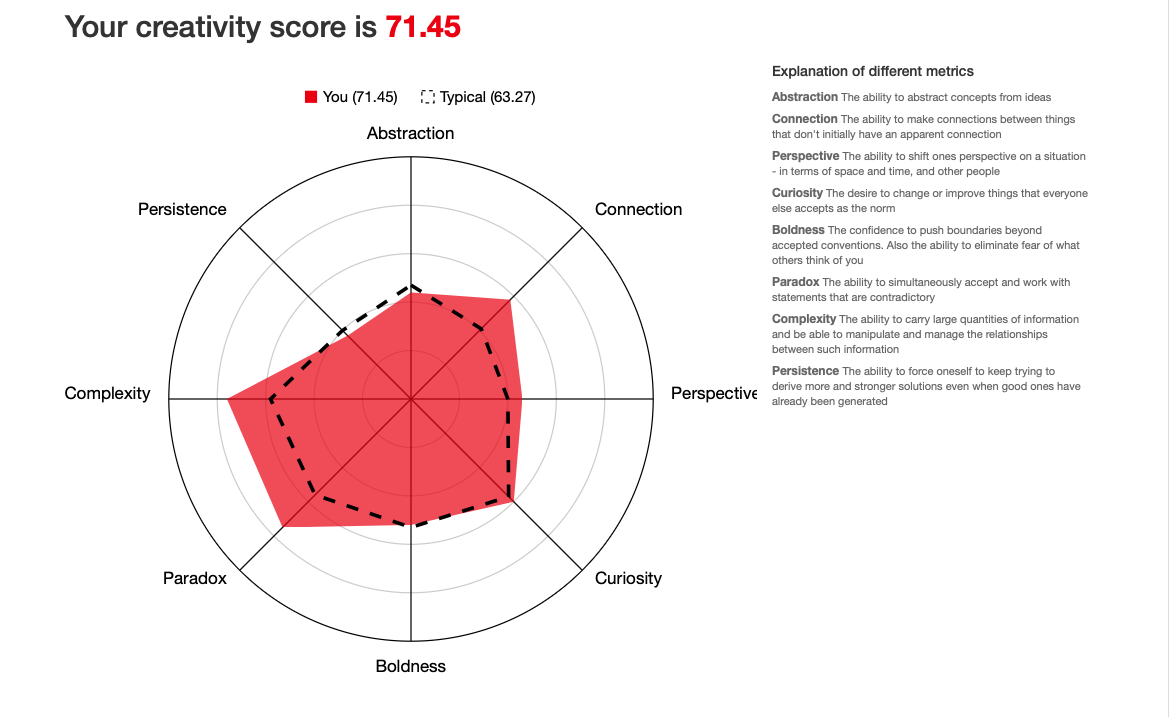 Your creativity score is 71.45
You (71.45)
Typical (63.27)
Abstraction
Persistence
Connection
Complexity
Perspective
Paradox
Curiosity
Boldness
Explanation of different metrics
Abstraction The ability to abstract concepts from ideas
Connection The ability to make connections between things
that don't initially have an apparent connection
Perspective The ability to shift ones perspective on a situation
- in terms of space and time, and other people
Curiosity The desire to change or improve things that everyone
else accepts as the norm
Boldness The confidence to push boundaries beyond
accepted conventions. Also the ability to eliminate fear of what
others think of you
Paradox The ability to simultaneously accept and work with
statements that are contradictory
Complexity The ability to carry large quantities of information
and be able to manipulate and manage the relationships
between such information
Persistence The ability to force oneself to keep trying to
derive more and stronger solutions even when good ones have
already been generated